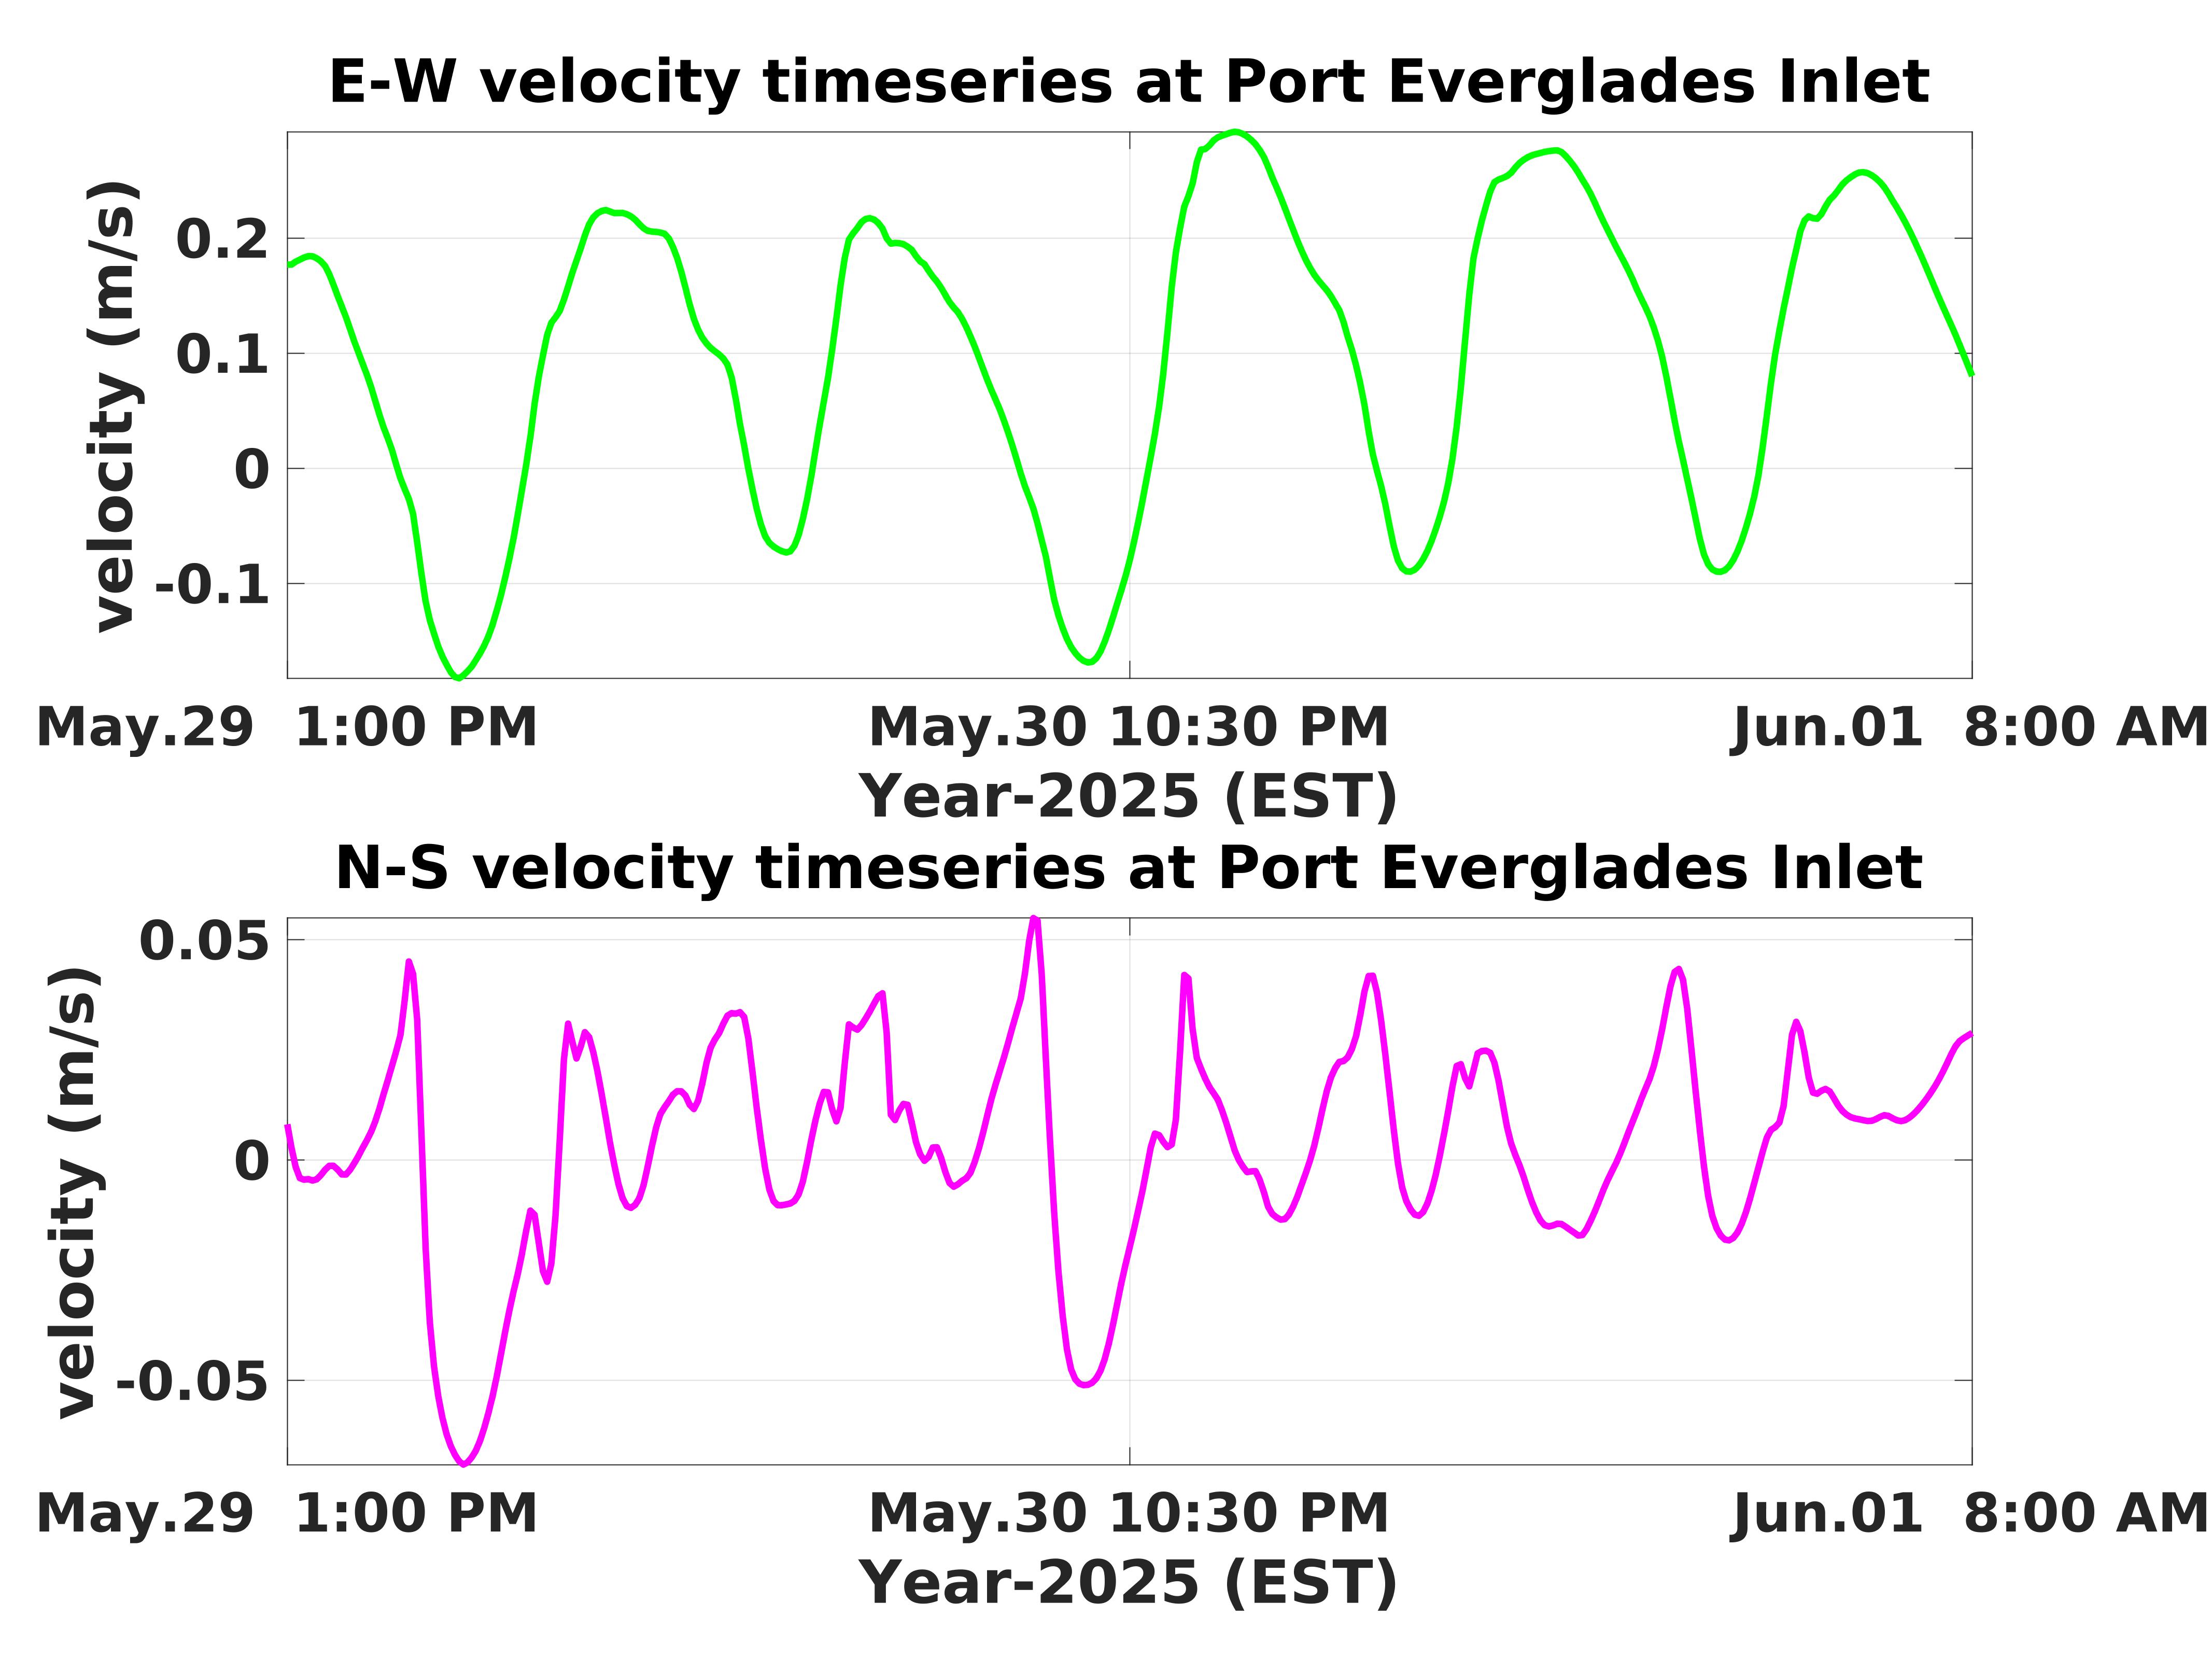 E-W velocity timeseries at Port Everglades Inlet
velocity (m/s)
0.2
0.1
0
-0.1
May.29 1:00 PM May.30 10:30 PM Jun.01 8:00 AM
Year-2025 (EST)
N-S velocity timeseries at Port Everglades Inlet
velocity (m/s)
0.05
0
-0.05
May.29 1:00 PM May.30 10:30 PM Jun.01 8:00 AM
Year-2025 (EST)